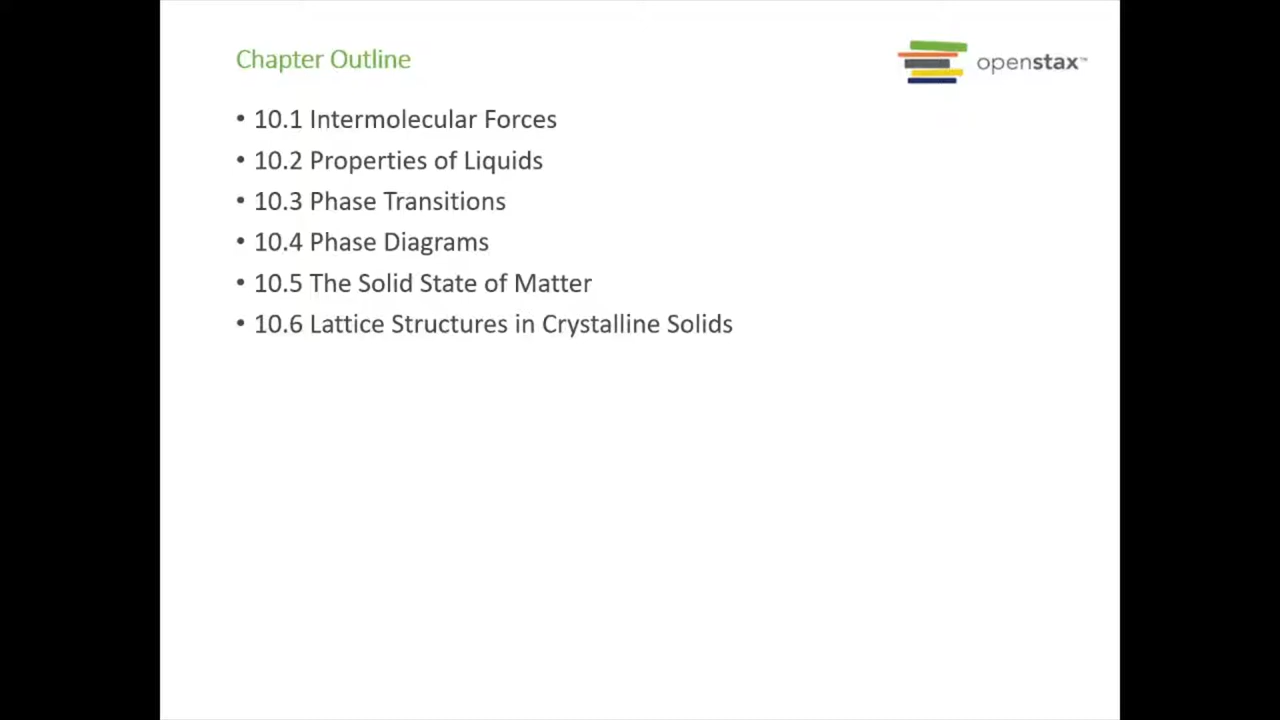 Chapter Outline
openstax™
• 10.1 Intermolecular Forces
• 10.2 Properties of Liquids
• 10.3 Phase Transitions
• 10.4 Phase Diagrams
• 10.5 The Solid State of Matter
• 10.6 Lattice Structures in Crystalline Solids